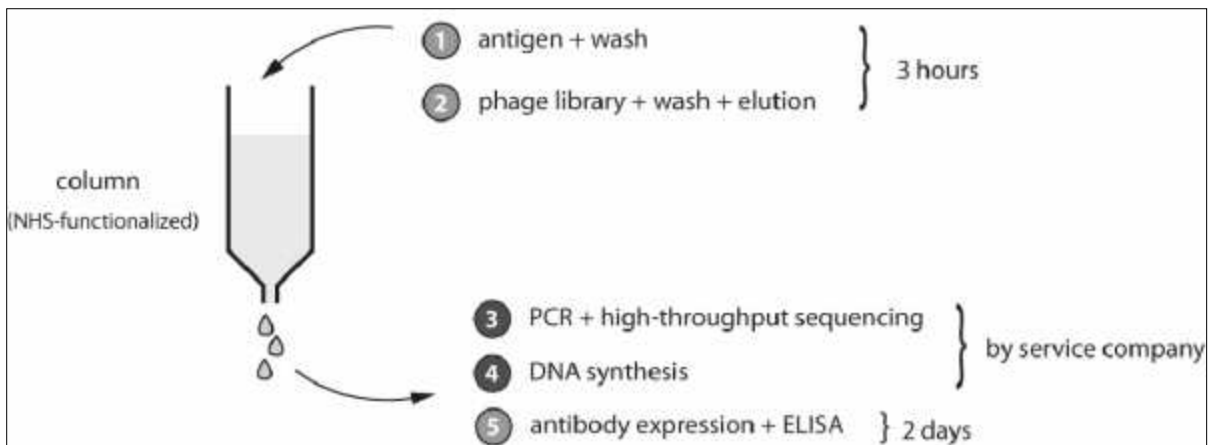 1 antigen + wash
2 phage library + wash + elution
3 hours
column
(NHS-functionalized)
3 PCR + high-throughput sequencing
4 DNA synthesis
by service company
5 antibody expression + ELISA
2 days